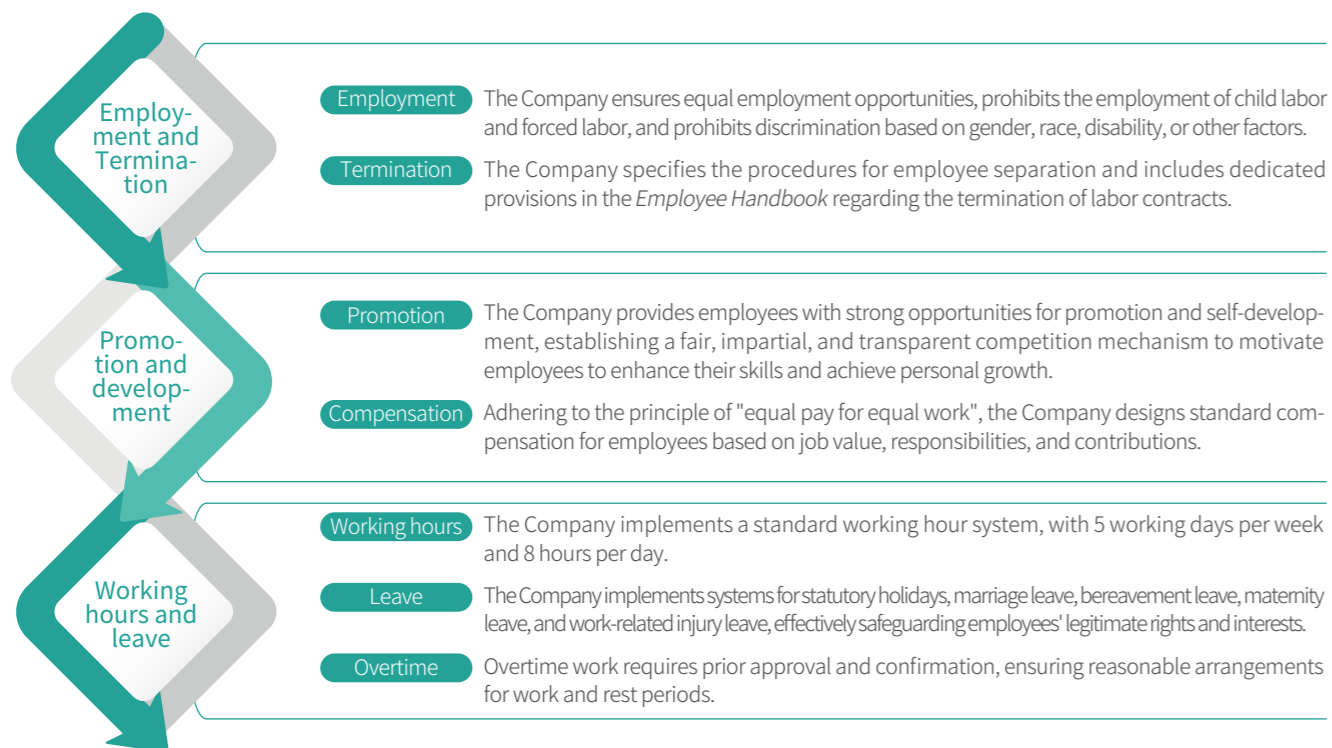 Employ-
ment and
Termina-
tion
Employment
The Company ensures equal employment opportunities, prohibits the employment of child labor
and forced labor, and prohibits discrimination based on gender, race, disability, or other factors.
Termination
The Company specifies the procedures for employee separation and includes dedicated
provisions in the Employee Handbook regarding the termination of labor contracts.
Promo-
tion and
develop-
ment
Promotion
The Company provides employees with strong opportunities for promotion and self-develop-
ment, establishing a fair, impartial, and transparent competition mechanism to motivate
employees to enhance their skills and achieve personal growth.
Compensation
Adhering to the principle of "equal pay for equal work", the Company designs standard com-
pensation for employees based on job value, responsibilities, and contributions.
Working
hours and
leave
Working hours
The Company implements a standard working hour system, with 5 working days per week
and 8 hours per day.
Leave
The Company implements systems for statutory holidays, marriage leave, bereavement leave, maternity
leave, and work-related injury leave, effectively safeguarding employees' legitimate rights and interests.
Overtime
Overtime work requires prior approval and confirmation, ensuring reasonable arrangements
for work and rest periods.